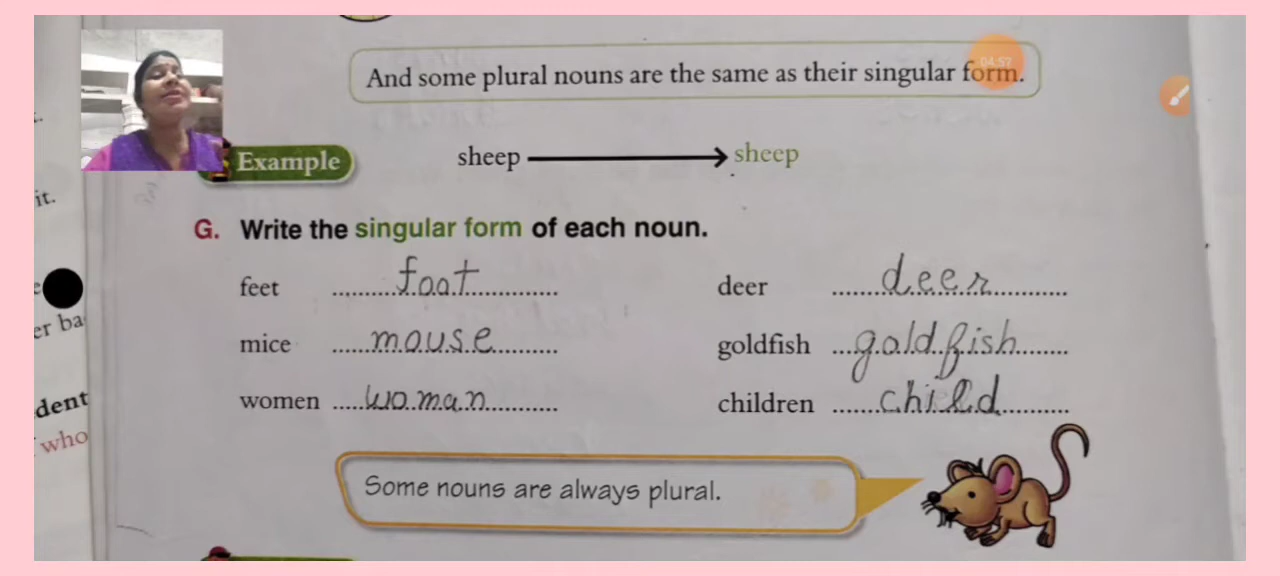 And some plural nouns are the same as their singular form.
04:57
Example sheep sheep
it.
G. Write the singular form of each noun.
feet foot deer deer
er ba
mice mouse goldfish goldfish
women woman children child
dent
who
Some nouns are always plural.